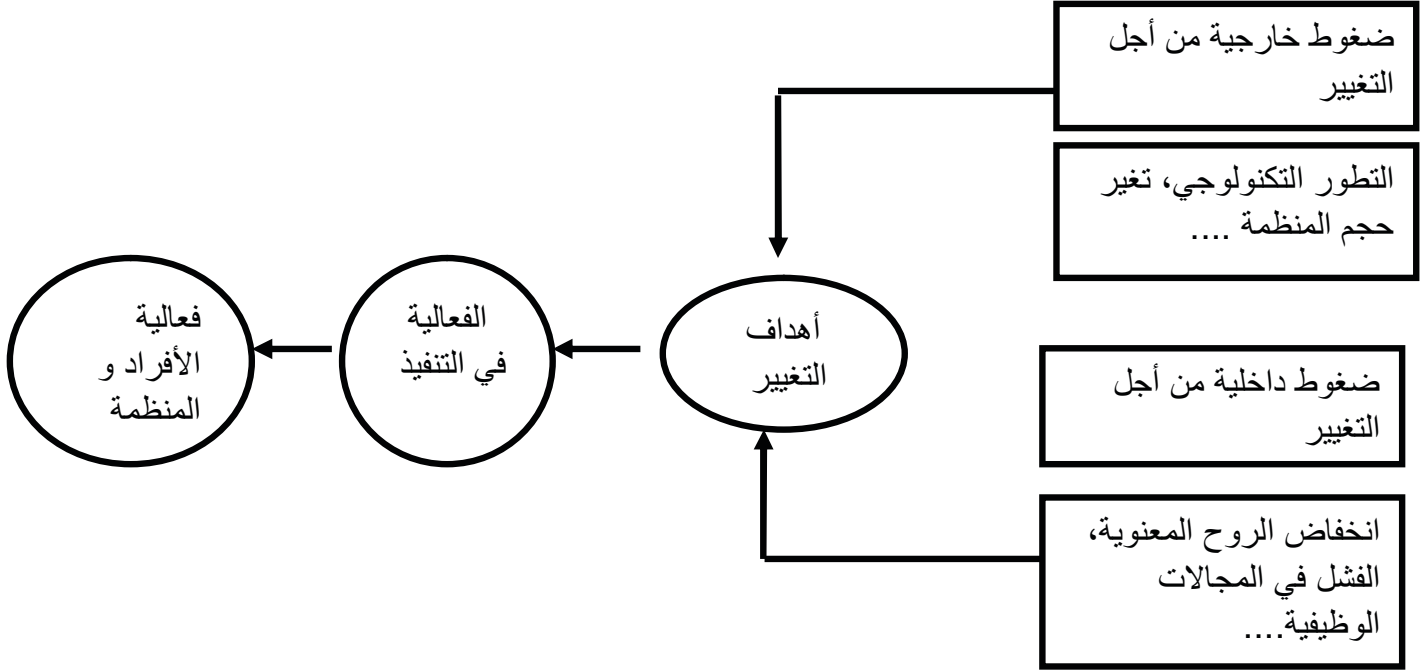 ضغوط خارجية من أجل
التغيير
التطور التكنولوجي، تغير
حجم المنظمة ....
أهداف
التغيير
الفعالية
في التنفيذ
فعالية
الأفراد و
المنظمة
ضغوط داخلية من أجل
التغيير
انخفاض الروح المعنوية،
الفشل في المجالات
الوظيفية....